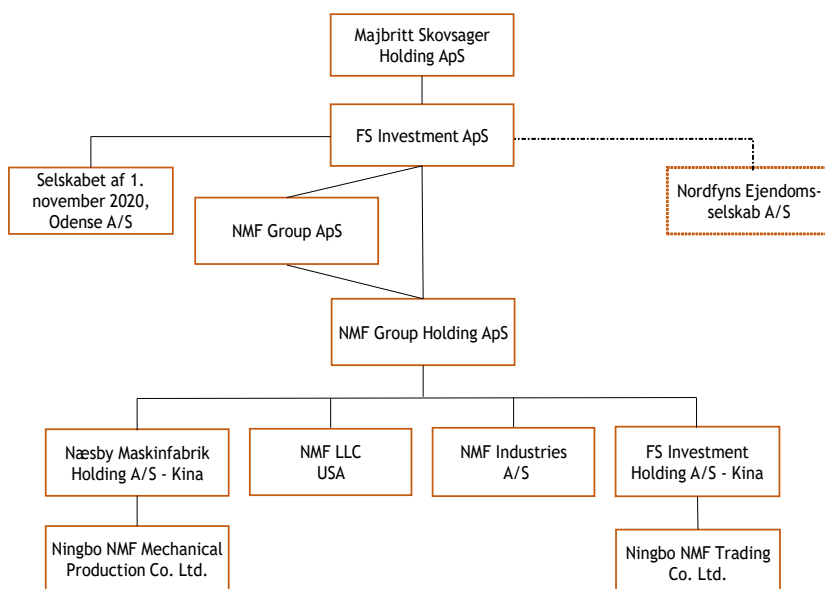 Majbritt Skovsager
Holding ApS
FS Investment ApS
Selskabet af 1.
november 2020,
Odense A/S
Nordfyns Ejendoms-
selskab A/S
NMF Group ApS
NMF Group Holding ApS
Næsby Maskinfabrik
Holding A/S - Kina
NMF LLC
USA
NMF Industries
A/S
FS Investment
Holding A/S - Kina
Ningbo NMF Mechanical
Production Co. Ltd.
Ningbo NMF Trading
Co. Ltd.